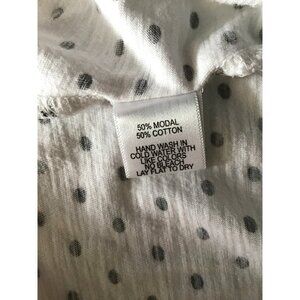 50% MODAL
50% COTTON
HAND WASH IN
COLD WATER WITH
LIKE COLORS
NO BLEACH
LAY FLAT TO DRY